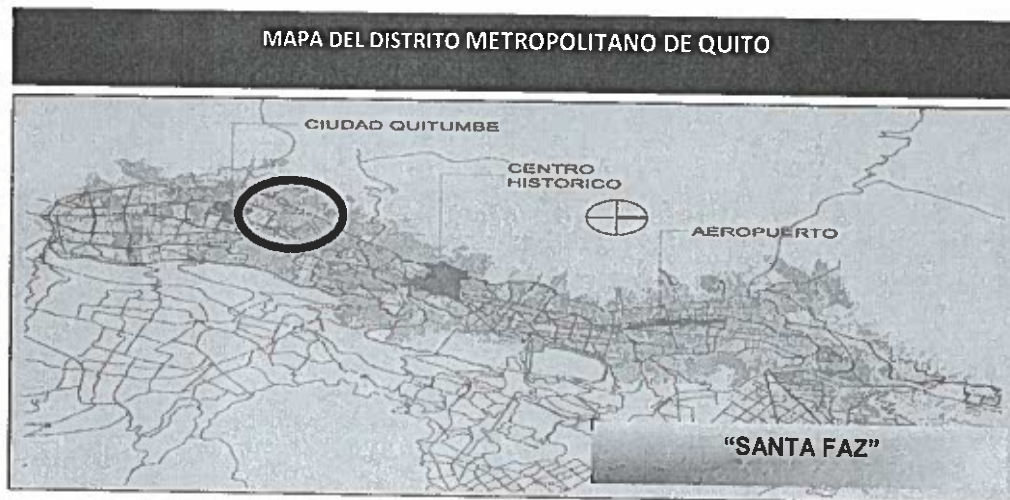 MAPA DEL DISTRITO METROPOLITANO DE QUITO
CIUDAD QUITUMBE
CENTRO
HISTORICO
AEROPUERTO
“SANTA FAZ”